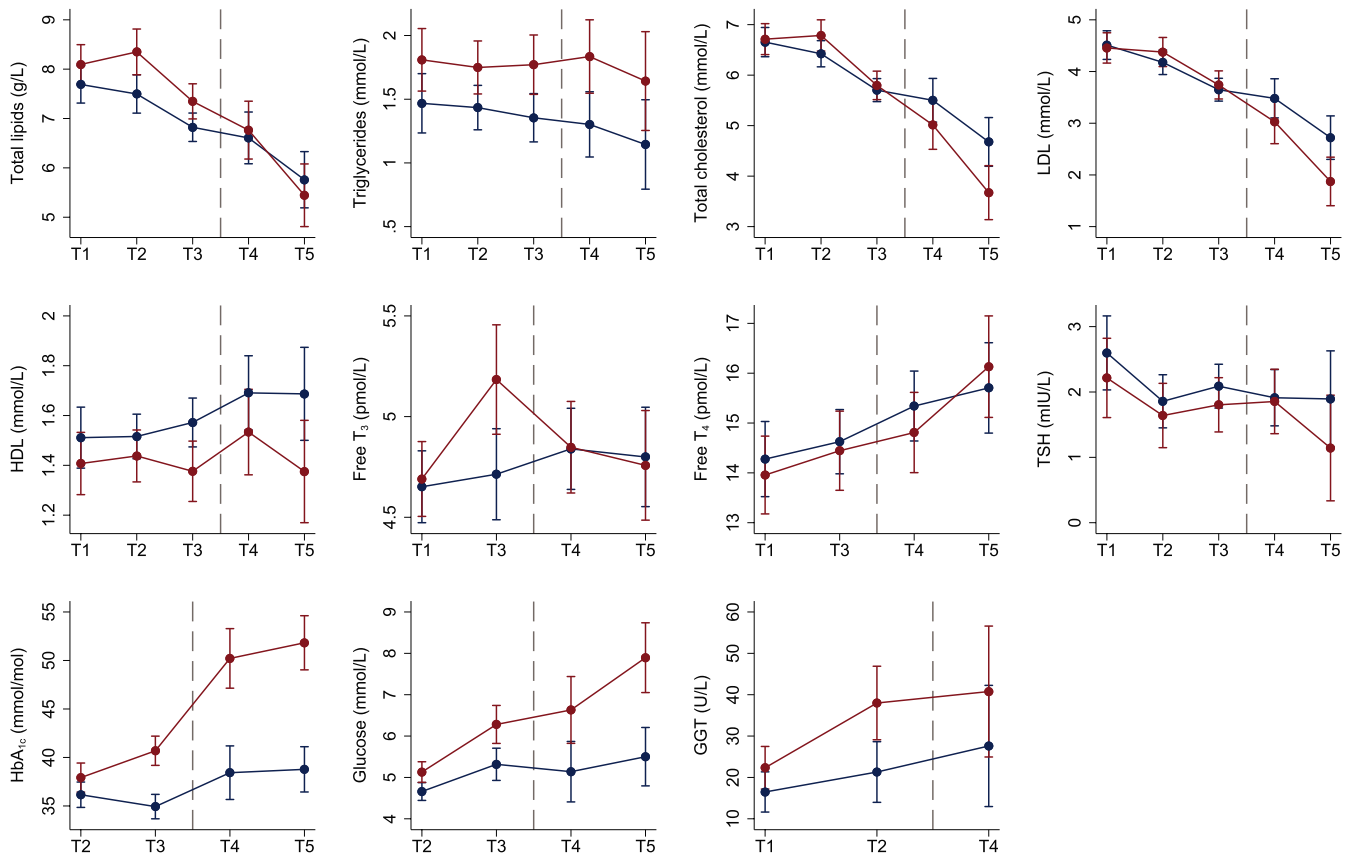 Total lipids (g/L)
9
8
7
6
5
T1 T2 T3 T4 T5
Triglycerides (mmol/L)
2
1.5
1
.5
T1 T2 T3 T4 T5
Total cholesterol (mmol/L)
7
6
5
4
3
T1 T2 T3 T4 T5
LDL (mmol/L)
5
4
3
2
1
T1 T2 T3 T4 T5
HDL (mmol/L)
2
1.8
1.6
1.4
1.2
T1 T2 T3 T4 T5
Free T₃ (pmol/L)
5.5
5
4.5
T1 T3 T4 T5
Free T₄ (pmol/L)
17
16
15
14
13
T1 T3 T4 T5
TSH (mIU/L)
3
2
1
0
T1 T2 T3 T4 T5
HbA₁c (mmol/mol)
55
50
45
40
35
T2 T3 T4 T5
Glucose (mmol/L)
9
8
7
6
5
4
T2 T3 T4 T5
GGT (U/L)
60
50
40
30
20
10
T1 T2 T4